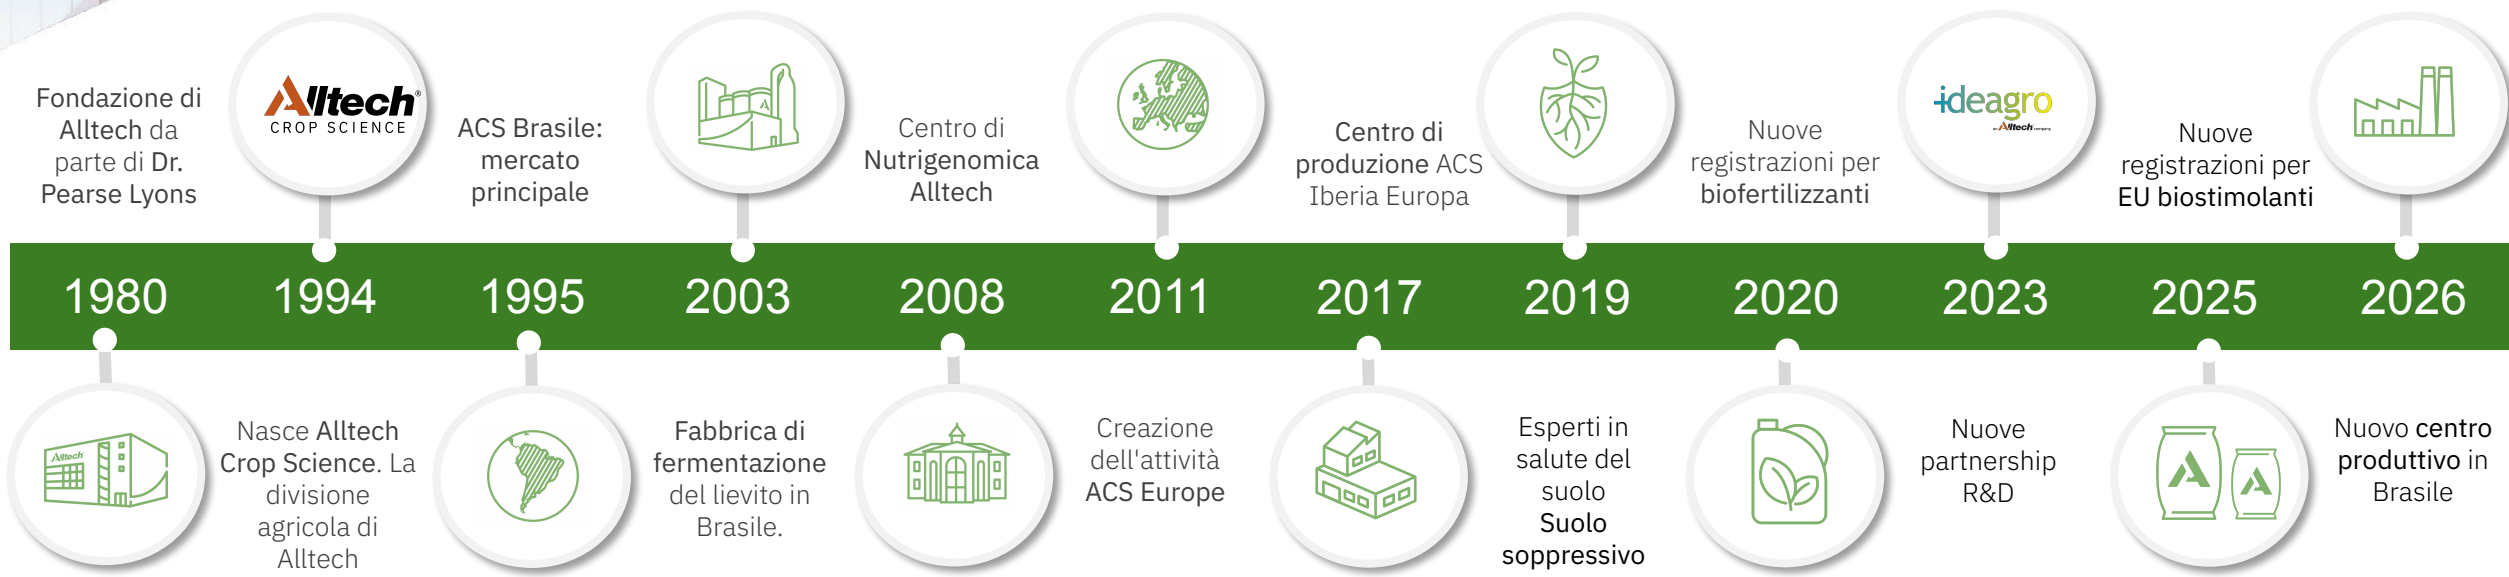 Fondazione di
Alltech da
parte di Dr.
Pearse Lyons
Alltech®
CROP SCIENCE
ACS Brasile:
mercato
principale
Centro di
Nutrigenomica
Alltech
Centro di
produzione ACS
Iberia Europa
Nuove
registrazioni per
biofertilizzanti
ideagro
an Alltech company
Nuove
registrazioni per
EU biostimolanti
1980 1994 1995 2003 2008 2011 2017 2019 2020 2023 2025 2026
Alltech
Nasce Alltech
Crop Science. La
divisione
agricola di
Alltech
Fabbrica di
fermentazione
del lievito in
Brasile.
Creazione
dell'attività
ACS Europe
Esperti in
salute del
suolo
Suolo
soppressivo
Nuove
partnership
R&D
Nuovo centro
produttivo in
Brasile